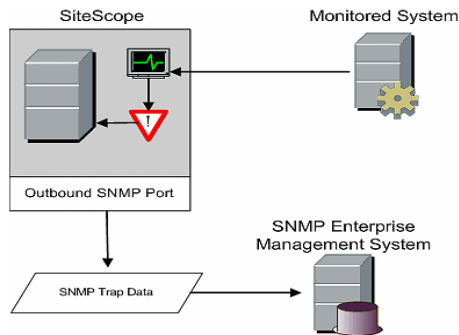 SiteScope
Monitored System
!
Outbound SNMP Port
SNMP Enterprise
Management System
SNMP Trap Data